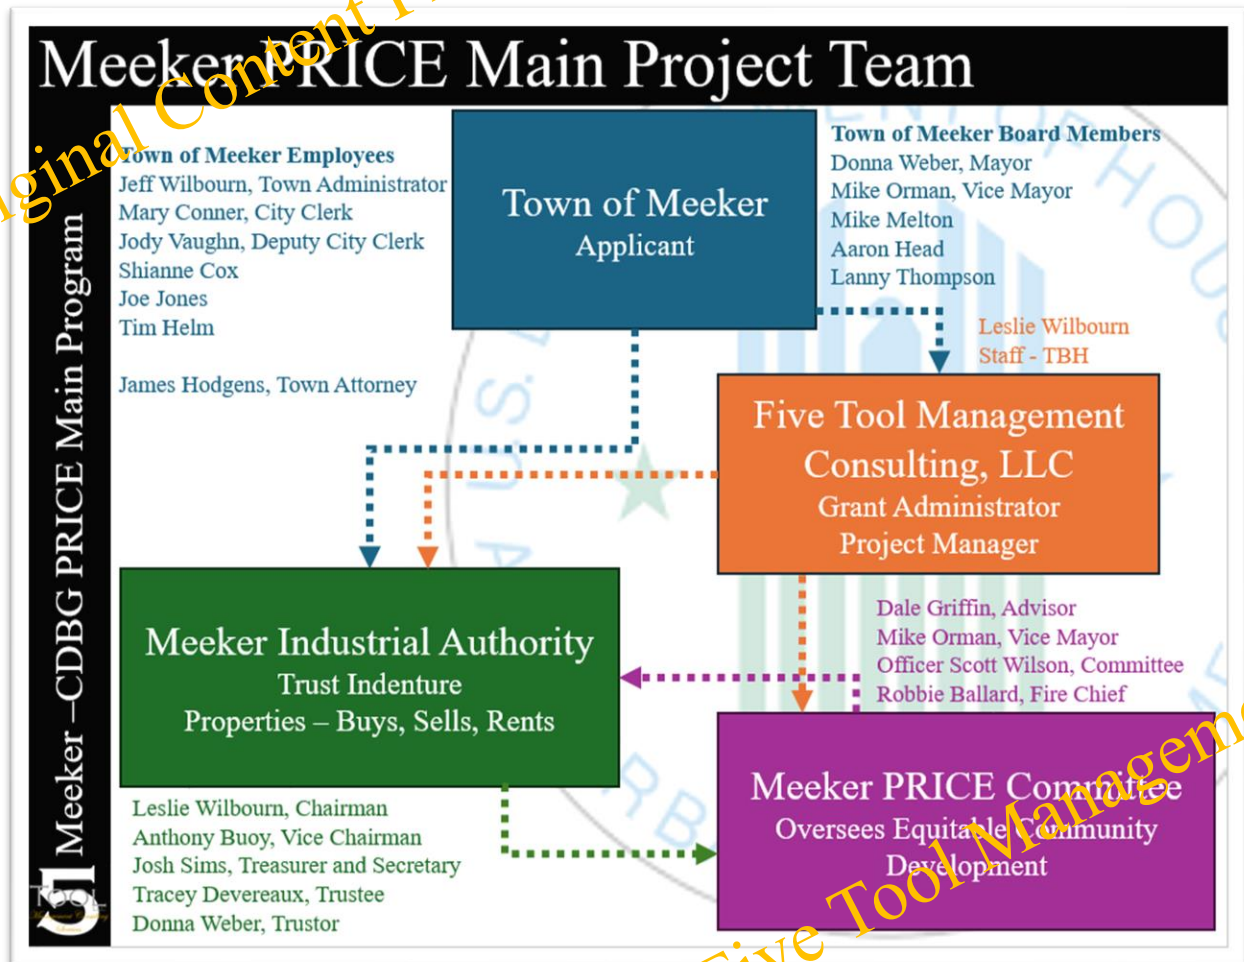 Meeker PRICE Main Project Team
Meeker –CDBG PRICE Main Program
Town of Meeker Employees
Jeff Wilbourn, Town Administrator
Mary Conner, City Clerk
Jody Vaughn, Deputy City Clerk
Shianne Cox
Joe Jones
Tim Helm
James Hodgens, Town Attorney
Town of Meeker
Applicant
Town of Meeker Board Members
Donna Weber, Mayor
Mike Orman, Vice Mayor
Mike Melton
Aaron Head
Lanny Thompson
Leslie Wilbourn
Staff - TBH
Five Tool Management
Consulting, LLC
Grant Administrator
Project Manager
Meeker Industrial Authority
Trust Indenture
Properties – Buys, Sells, Rents
Dale Griffin, Advisor
Mike Orman, Vice Mayor
Officer Scott Wilson, Committee
Robbie Ballard, Fire Chief
Meeker PRICE Committee
Oversees Equitable Community
Development
Leslie Wilbourn, Chairman
Anthony Buoy, Vice Chairman
Josh Sims, Treasurer and Secretary
Tracey Devereaux, Trustee
Donna Weber, Trustor
5 TOOL
Content
Five Tool